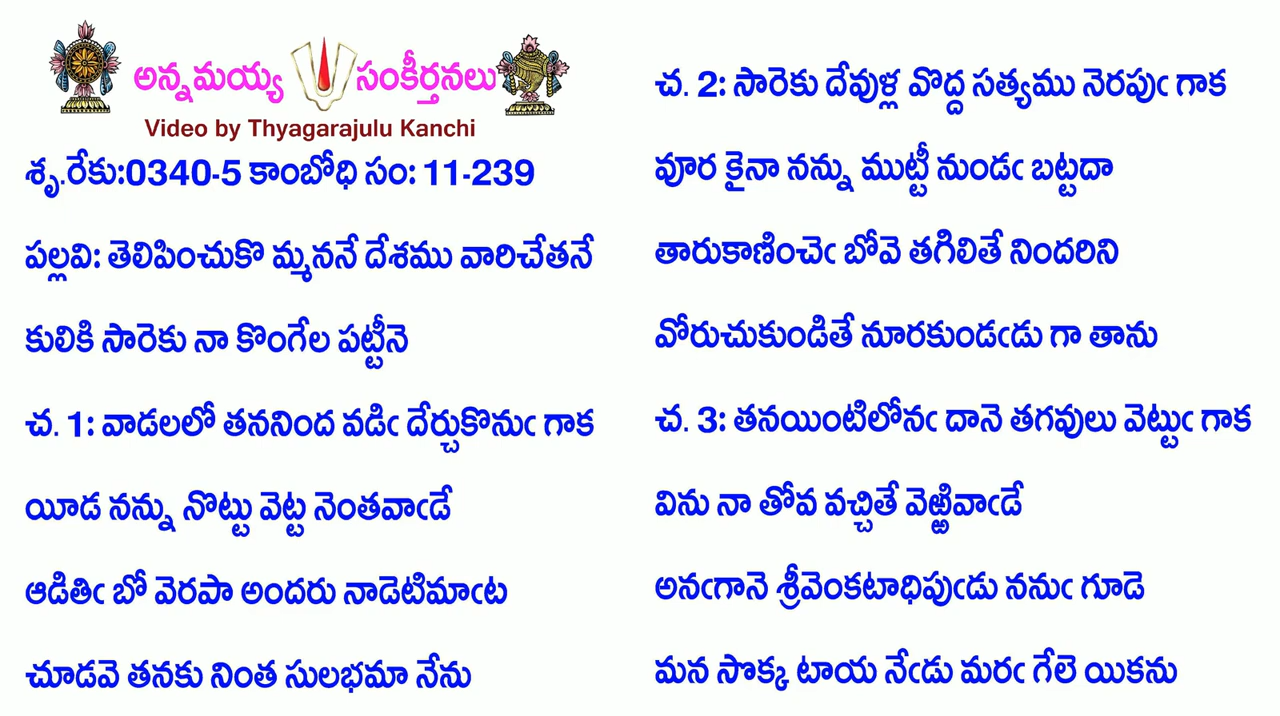 అన్నమయ్య సంకీర్తనలు
Video by Thyagarajulu Kanchi
శృ.రేకు:0340-5 కాంబోధి సం: 11-239
పల్లవి: తెలిపించుకొ మ్మననే దేశము వారిచేతనే
కులికి సారెకు నా కొంగేల పట్టీనె
చ. 1: వాడలలో తననింద వడిఁ దేర్చుకొనుఁ గాక
యీడ నన్ను నొట్టు వెట్ట నెంతవాఁడే
ఆడితిఁ బో వెరపా అందరు నాడెటిమాఁట
చూడవె తనకు నింత సులభమా నేను
చ. 2: సారెకు దేవుళ్ల వొద్ద సత్యము నెరపుఁ గాక
వూర కైనా నన్ను ముట్టీ నుండఁ బట్టదా
తారుకాణించెఁ బోవె తగిలితే నిందరిని
వోరుచుకుండితే నూరకుండఁడు గా తాను
చ. 3: తనయింటిలోనఁ దానె తగవులు వెట్టుఁ గాక
విను నా తోవ వచ్చితే వెఱ్ఱివాఁడే
అనఁగానె శ్రీవెంకటాధిపుఁడు ననుఁ గూడె
మన సొక్క టాయ నేఁడు మరఁ గేలె యికను